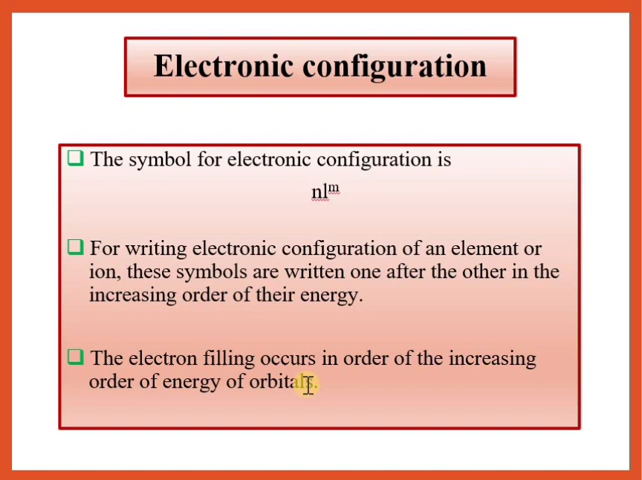 Electronic configuration
The symbol for electronic configuration is
nlᵐ
For writing electronic configuration of an element or
ion, these symbols are written one after the other in the
increasing order of their energy.
The electron filling occurs in order of the increasing
order of energy of orbitals.